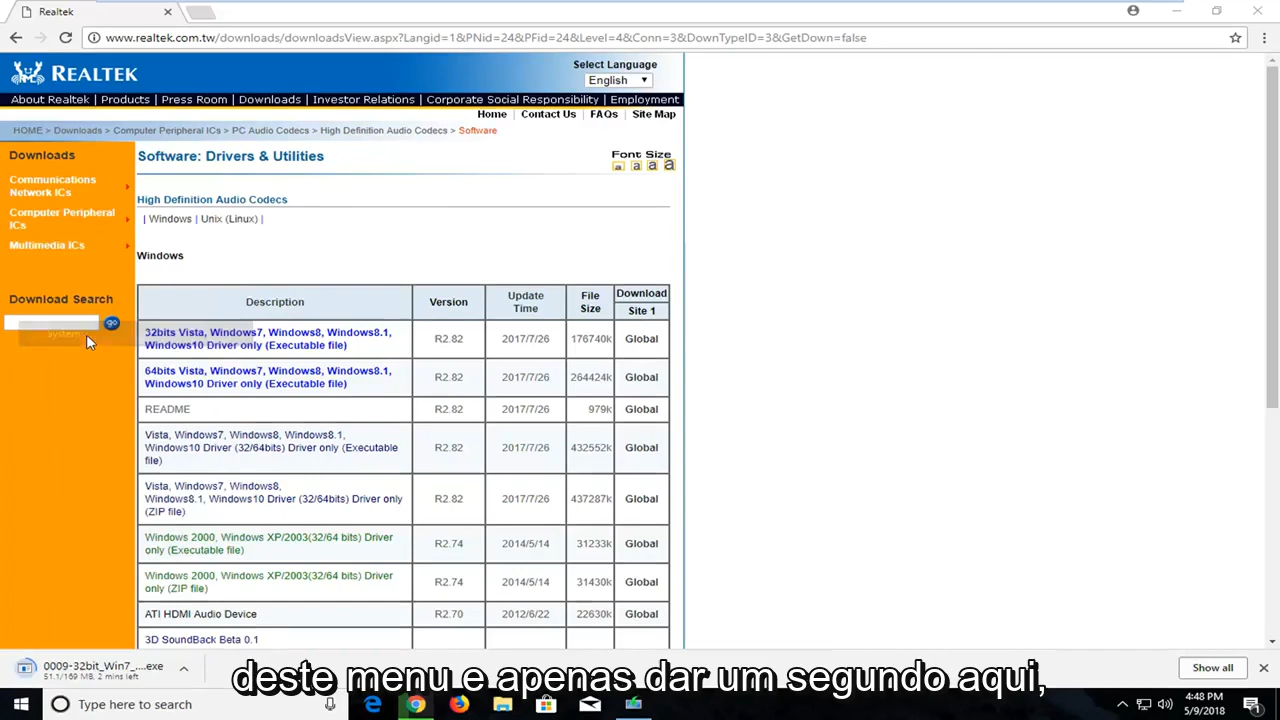 Realtek
www.realtek.com.tw/downloads/downloadsView.aspx?Langid=1&PNid=24&PFid=24&Level=4&Conn=3&DownTypeID=3&GetDown=false
REALTEK
Select Language
English
About Realtek | Products | Press Room | Downloads | Investor Relations | Corporate Social Responsibility | Employment
Home | Contact Us | FAQs | Site Map
HOME > Downloads > Computer Peripheral ICs > PC Audio Codecs > High Definition Audio Codecs > Software
Downloads
Communications
Network ICs
Computer Peripheral
ICs
Multimedia ICs
Download Search
go
System
Software: Drivers & Utilities
Font Size
a a a a
High Definition Audio Codecs
| Windows | Unix (Linux) |
Windows
Description Version Update Time File Size Download Site 1
32bits Vista, Windows7, Windows8, Windows8.1,
Windows10 Driver only (Executable file) R2.82 2017/7/26 176740k Global
64bits Vista, Windows7, Windows8, Windows8.1,
Windows10 Driver only (Executable file) R2.82 2017/7/26 264424k Global
README R2.82 2017/7/26 979k Global
Vista, Windows7, Windows8, Windows8.1,
Windows10 Driver (32/64bits) Driver only (Executable
file) R2.82 2017/7/26 432552k Global
Vista, Windows7, Windows8,
Windows8.1, Windows10 Driver (32/64bits) Driver only
(ZIP file) R2.82 2017/7/26 437287k Global
Windows 2000, Windows XP/2003(32/64 bits) Driver
only (Executable file) R2.74 2014/5/14 31233k Global
Windows 2000, Windows XP/2003(32/64 bits) Driver
only (ZIP file) R2.74 2014/5/14 31430k Global
ATI HDMI Audio Device R2.70 2012/6/22 22630k Global
3D SoundBack Beta 0.1
0009-32bit_Win7_....exe
51.1/169 MB, 2 mins left
Show all
deste menu e apenas dar um segundo aqui,
Type here to search
4:48 PM
5/9/2018
1